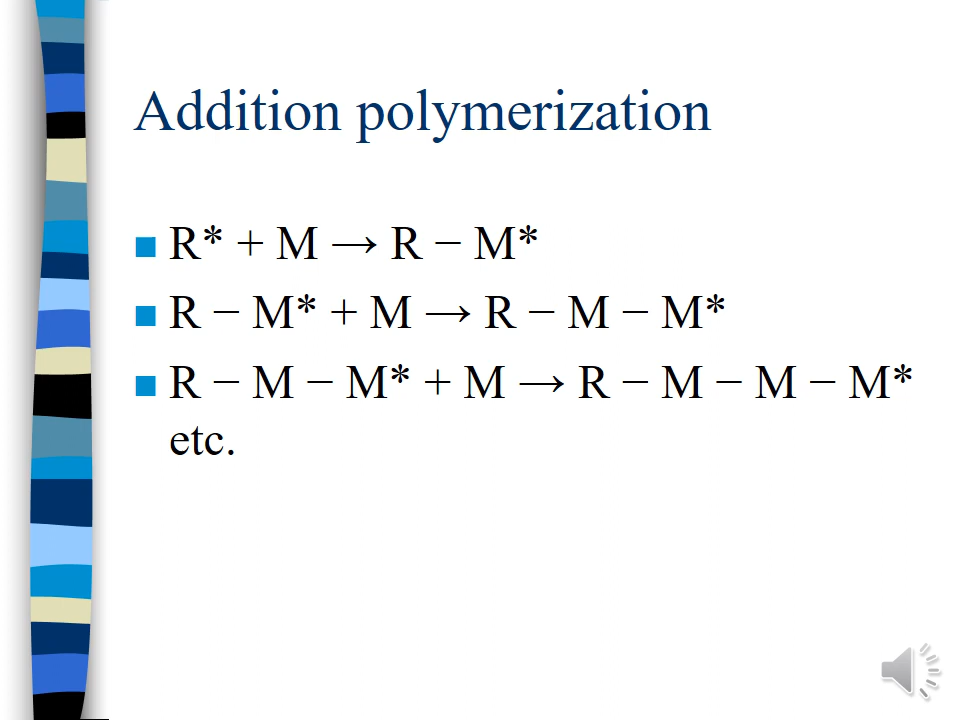 Addition polymerization
■ R* + M → R − M*
■ R − M* + M → R − M − M*
■ R − M − M* + M → R − M − M − M*
etc.